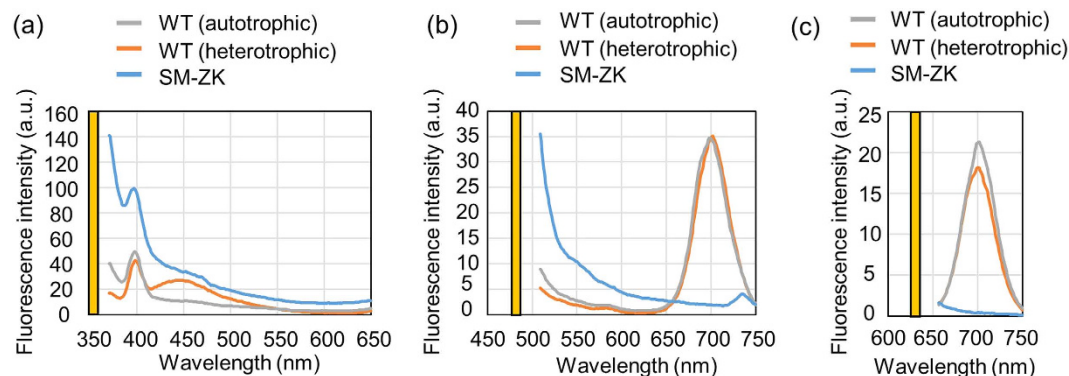 (a)
WT (autotrophic)
WT (heterotrophic)
SM-ZK
Fluorescence intensity (a.u.)
160
140
120
100
80
60
40
20
0
350 400 450 500 550 600 650
Wavelength (nm)
(b)
WT (autotrophic)
WT (heterotrophic)
SM-ZK
Fluorescence intensity (a.u.)
40
35
30
25
20
15
10
5
0
450 500 550 600 650 700 750
Wavelength (nm)
(c)
WT (autotrophic)
WT (heterotrophic)
SM-ZK
Fluorescence intensity (a.u.)
25
20
15
10
5
0
600 650 700 750
Wavelength (nm)